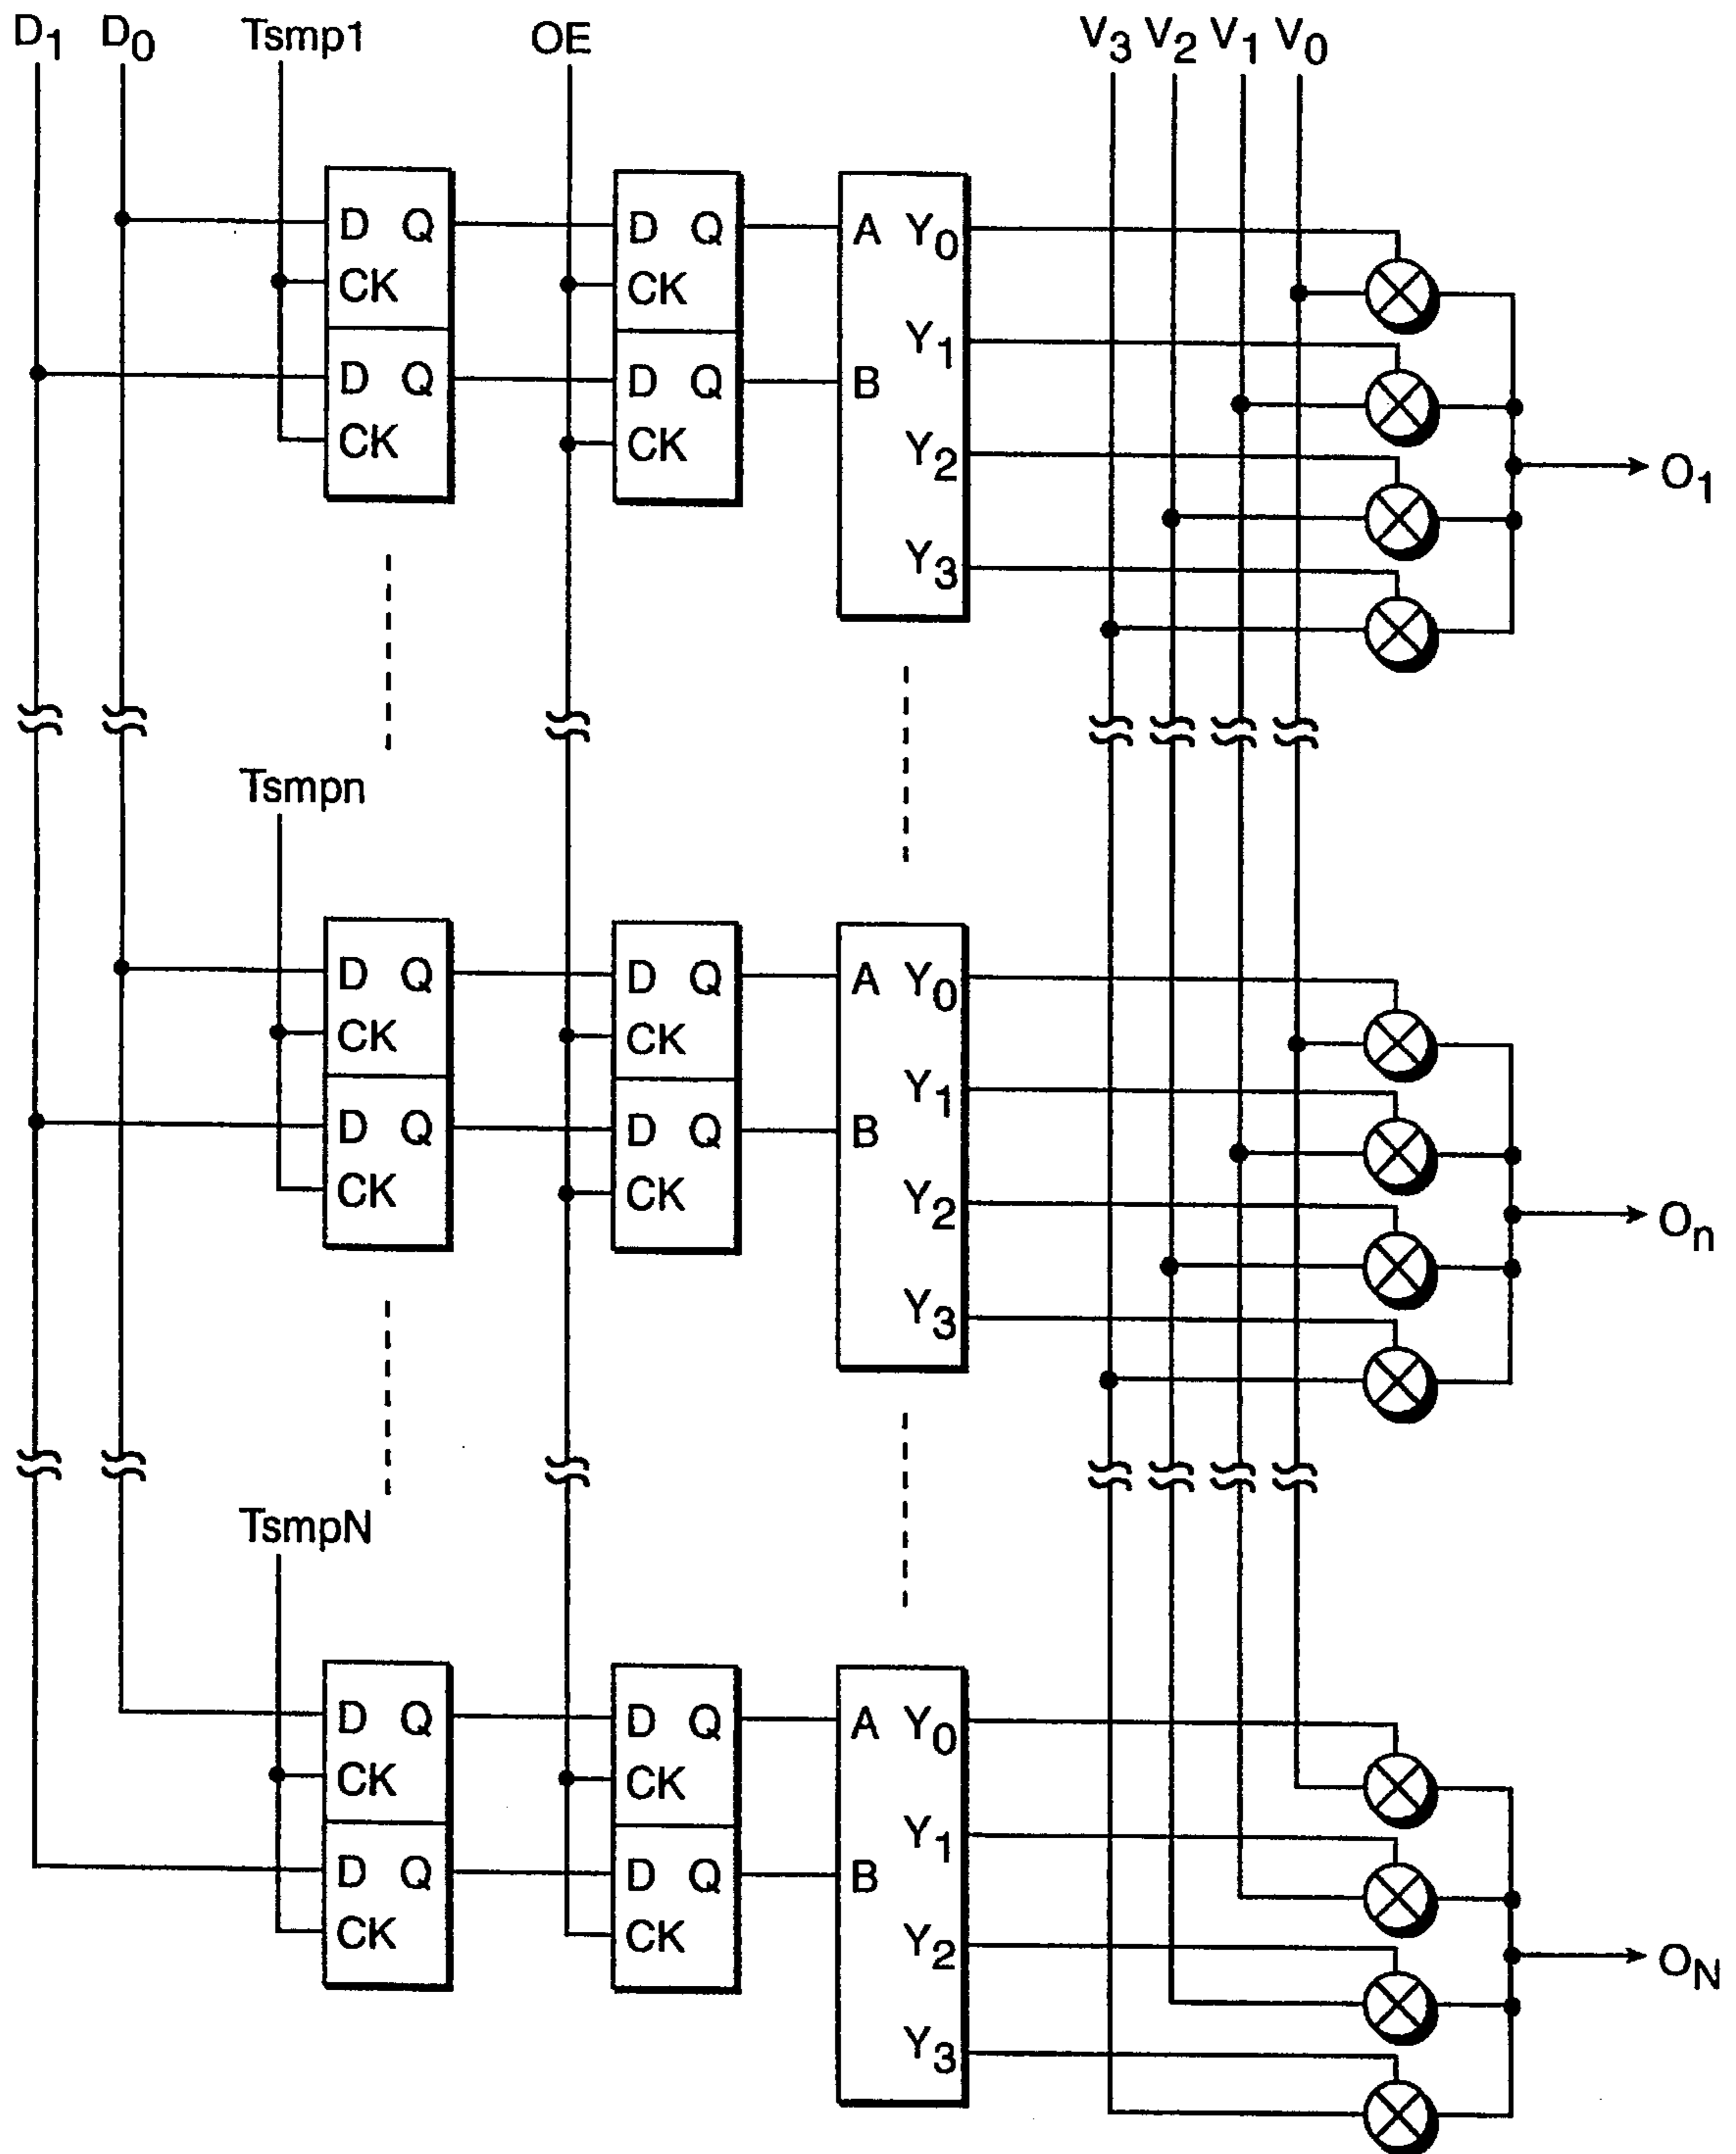 D1 D0 Tsmp1 OE V3 V2 V1 V0
D Q D Q A Y0
CK CK
Y1
D Q D Q B
CK CK Y2
O1
Y3
Tsmpn
D Q D Q A Y0
CK CK
Y1
D Q D Q B
CK CK Y2
On
Y3
TsmpN
D Q D Q A Y0
CK CK
Y1
D Q D Q B
CK CK Y2
ON
Y3